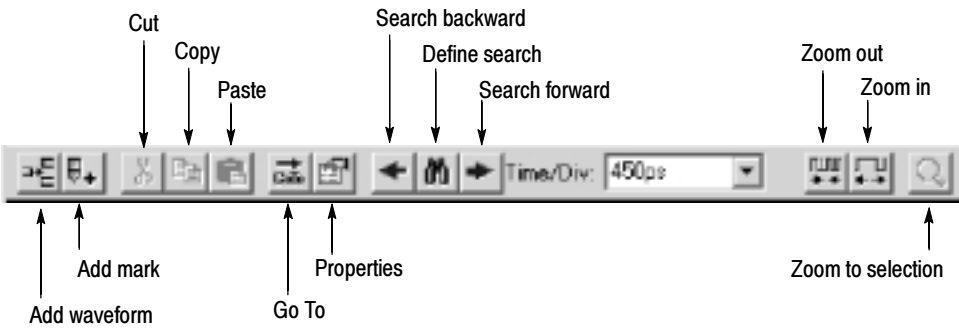 Cut
Copy
Paste
Search backward
Define search
Search forward
Zoom out
Zoom in
Time/Div:
450ps
Add waveform
Add mark
Go To
Properties
Zoom to selection